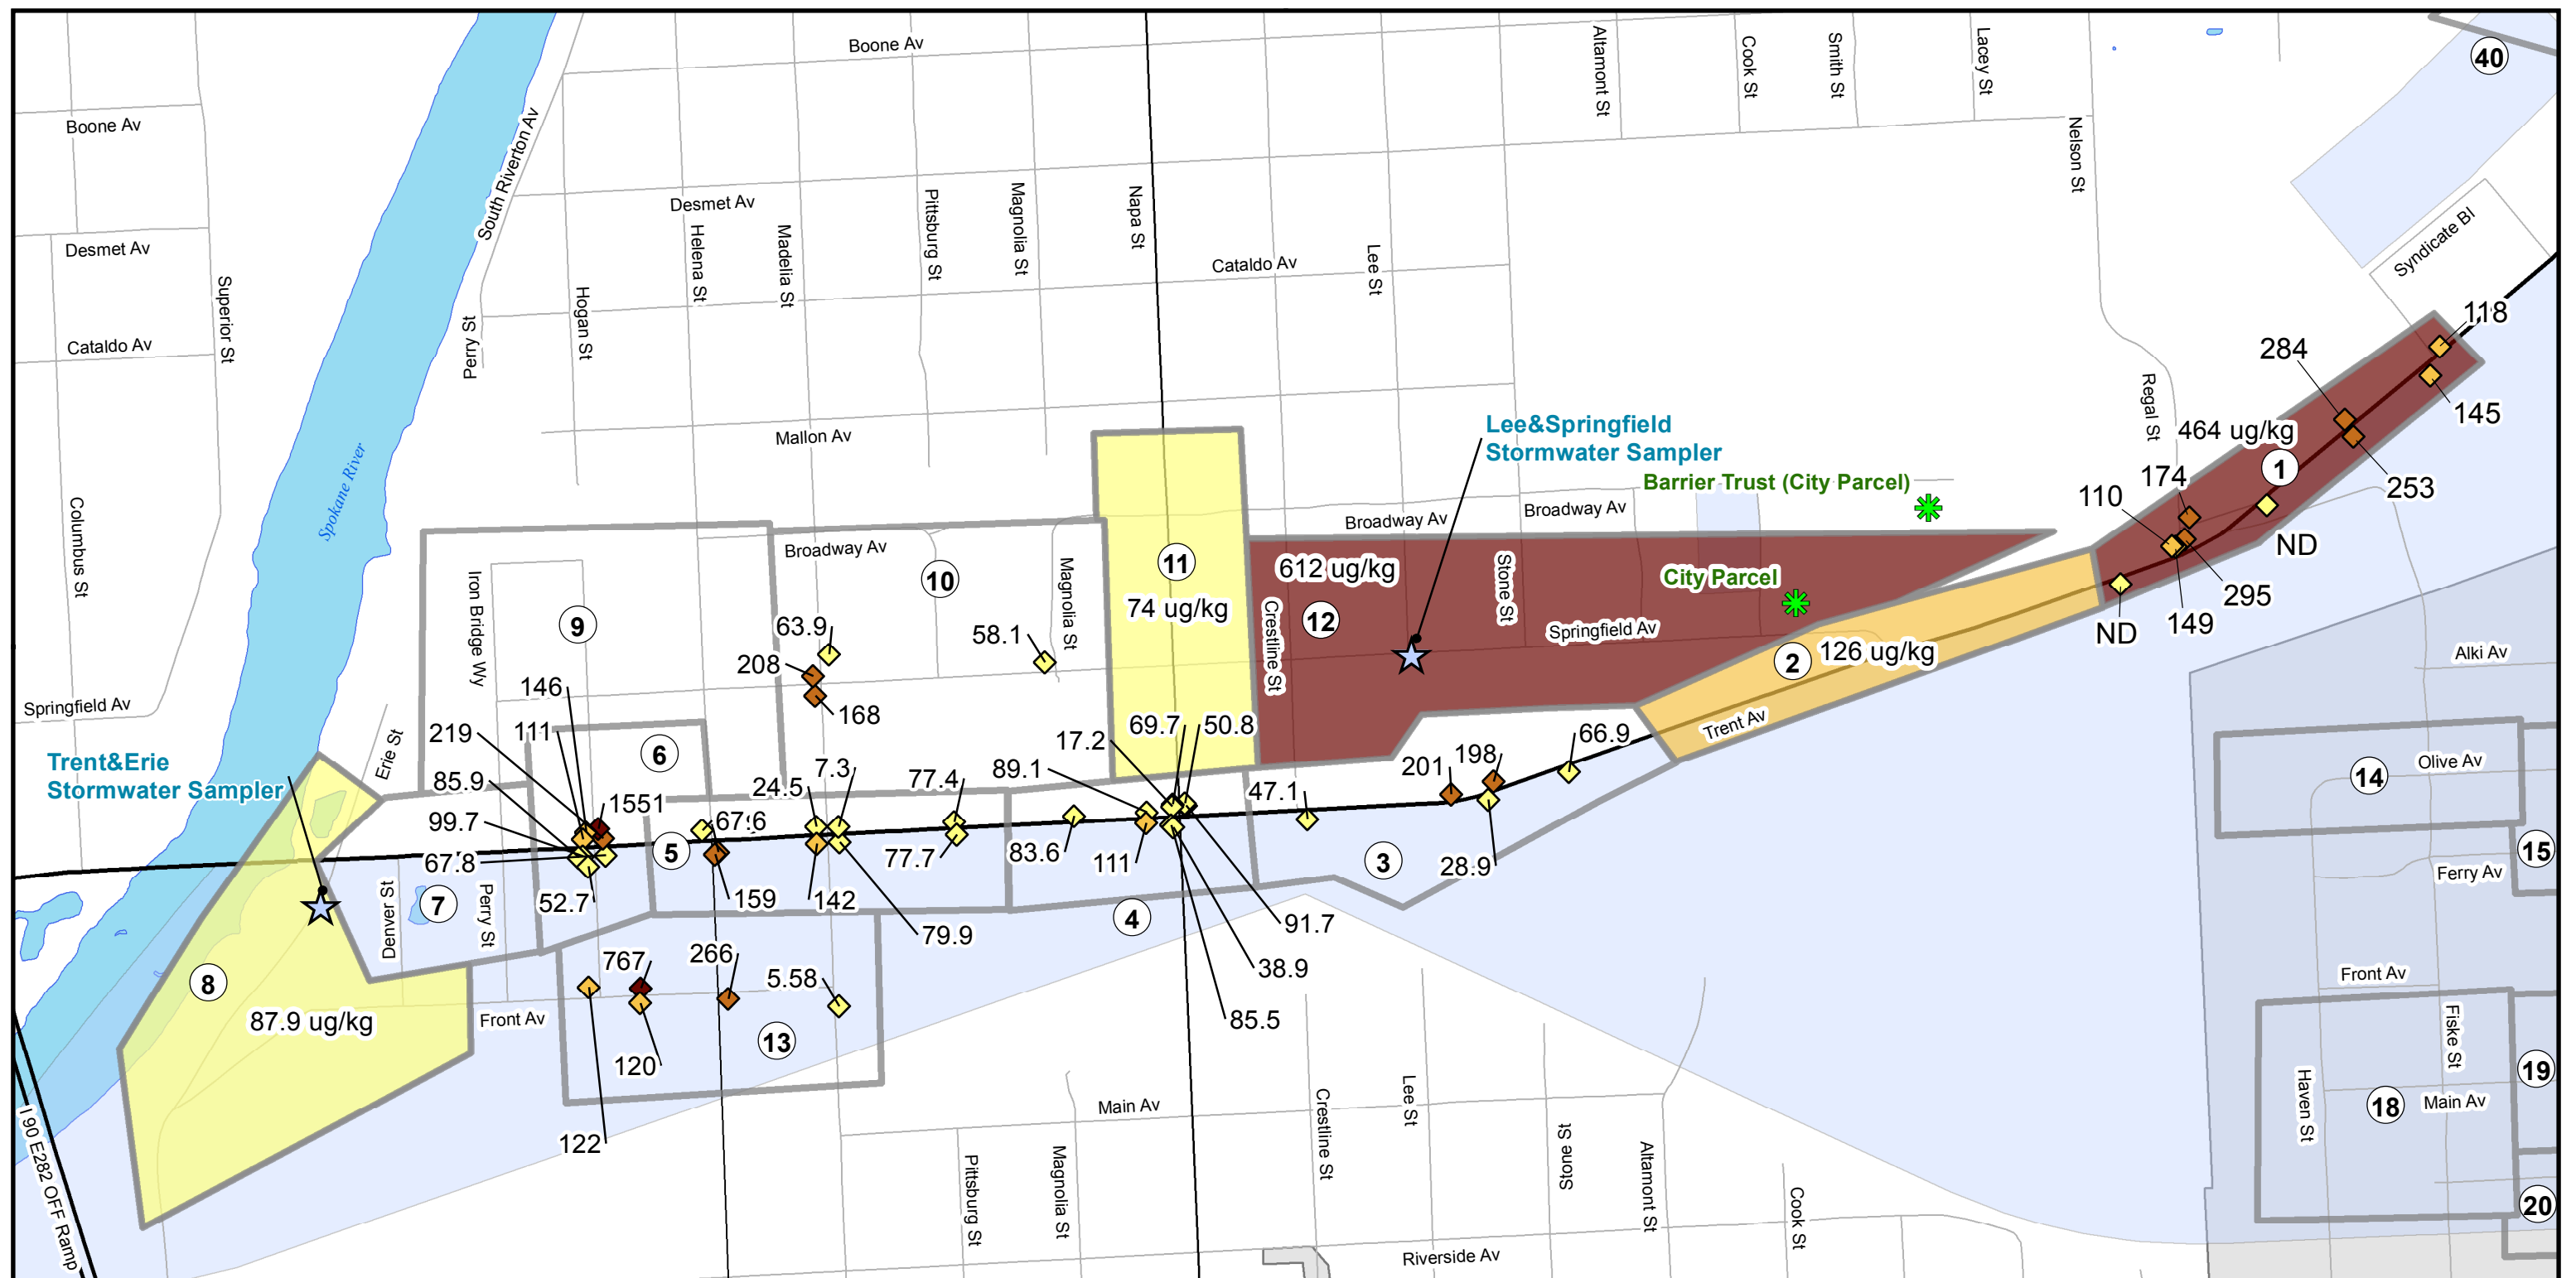 Boone Av
Altamont St
Cook St
Smith St
Lacey St
40
Boone Av
South Riverton Av
Nelson St
Desmet Av
Desmet Av
Superior St
Helena St
Madelia St
Pittsburg St
Magnolia St
Napa St
Lee St
Cataldo Av
Syndicate Bl
Cataldo Av
Perry St
Hogan St
118
284
145
Regal St
464 ug/kg
1
253
Mallon Av
Lee&Springfield
Stormwater Sampler
Barrier Trust (City Parcel)
174
110
ND
295
149
ND
Columbus St
Spokane River
Broadway Av
Broadway Av
Broadway Av
Iron Bridge Wy
9
10
Magnolia St
11
74 ug/kg
612 ug/kg
12
Crestline St
Stone St
City Parcel
Springfield Av
2
126 ug/kg
Trent Av
Alki Av
63.9
208
168
58.1
Springfield Av
Erie St
146
219
111
6
85.9
1551
99.7
67.8
52.7
Trent&Erie
Stormwater Sampler
69.7
50.8
17.2
89.1
47.1
201
198
66.9
24.5
7.3
77.4
67.6
5
159
142
77.7
83.6
111
79.9
3
28.9
4
91.7
38.9
85.5
14
Olive Av
15
Ferry Av
7
Denver St
Perry St
8
87.9 ug/kg
Front Av
767
266
5.58
13
120
122
Front Av
Fiske St
Haven St
18
Main Av
19
20
Main Av
Crestline St
Lee St
Stone St
Altamont St
Cook St
Pittsburg St
Magnolia St
Riverside Av
I 90 E282 OFF Ramp